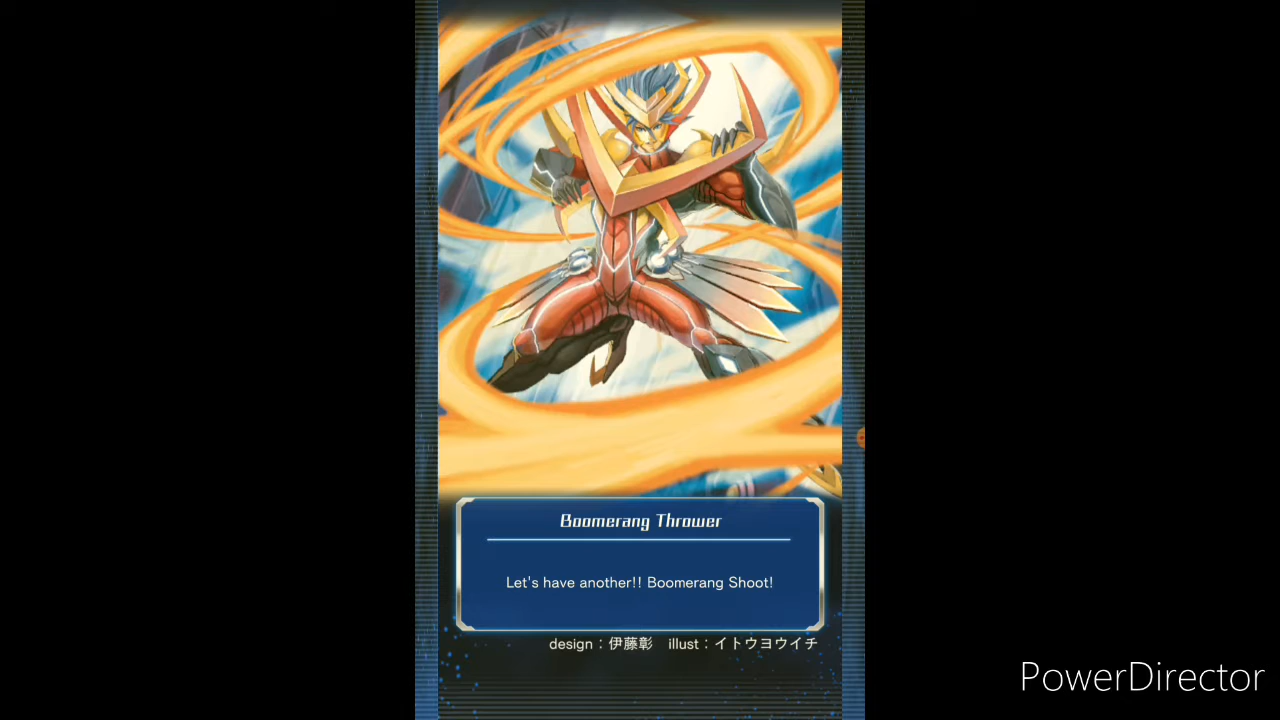 Boomerang Thrower
Let's have another!! Boomerang Shoot!
design：伊藤彰　illust：イトウヨウイチ
PowerDirector